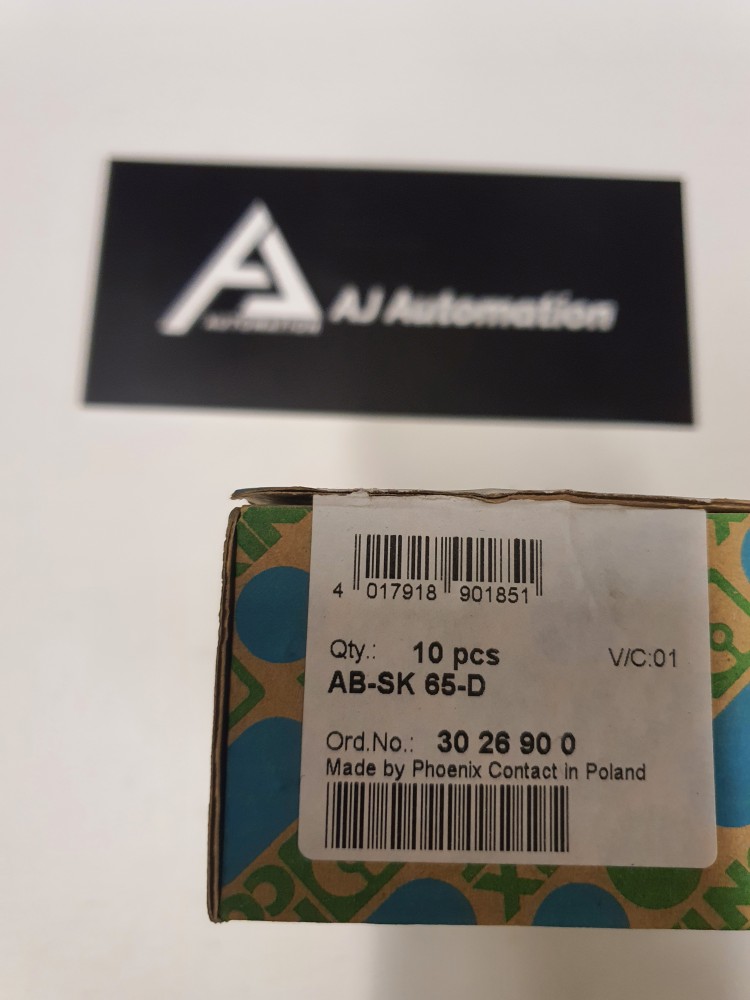 AJ Automation
AUTOMATION
4 017918 901851
Qty.: 10 pcs V/C:01
AB-SK 65-D
Ord.No.: 30 26 90 0
Made by Phoenix Contact in Poland